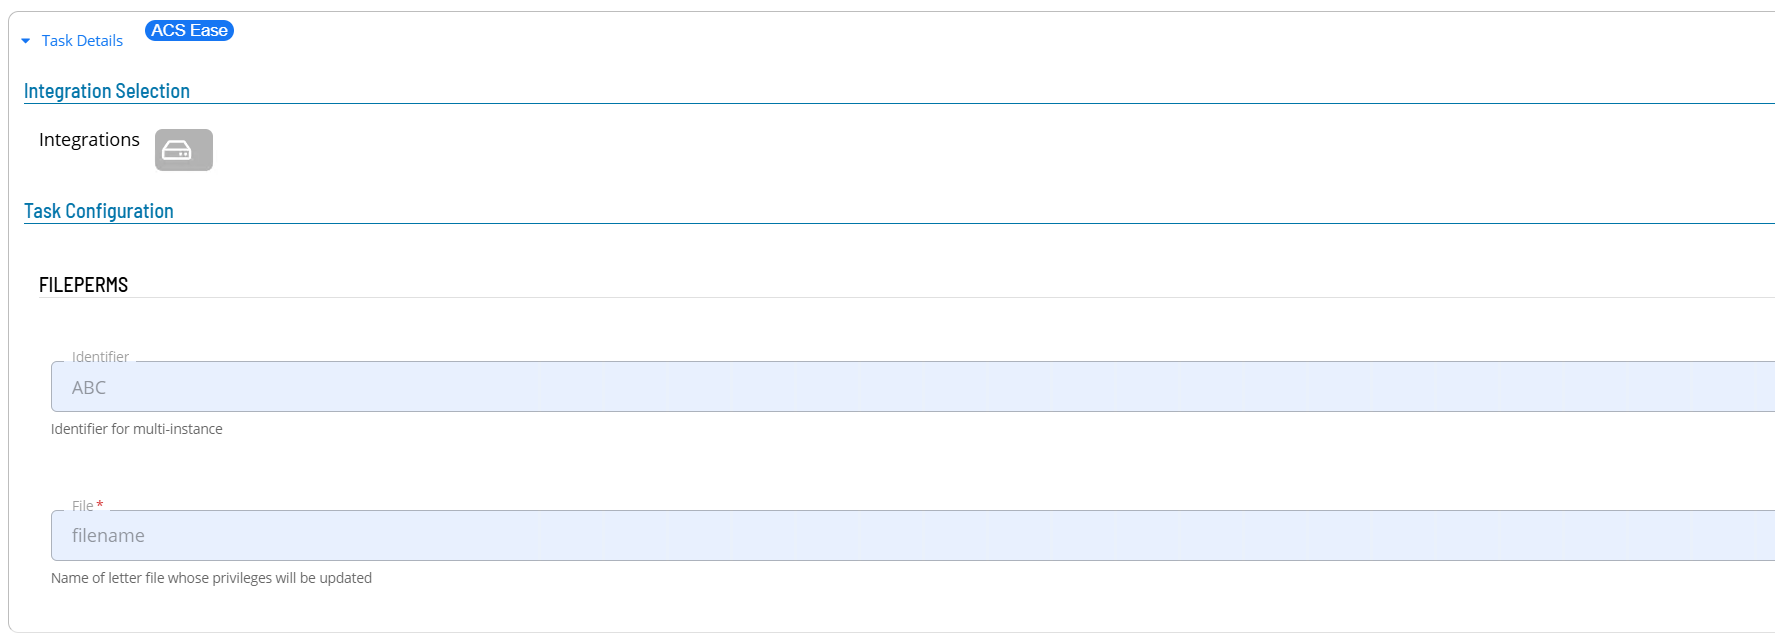 Task Details ACS Ease
Integration Selection
Integrations
Task Configuration
FILEPERMS
Identifier
ABC
Identifier for multi-instance
File *
filename
Name of letter file whose privileges will be updated